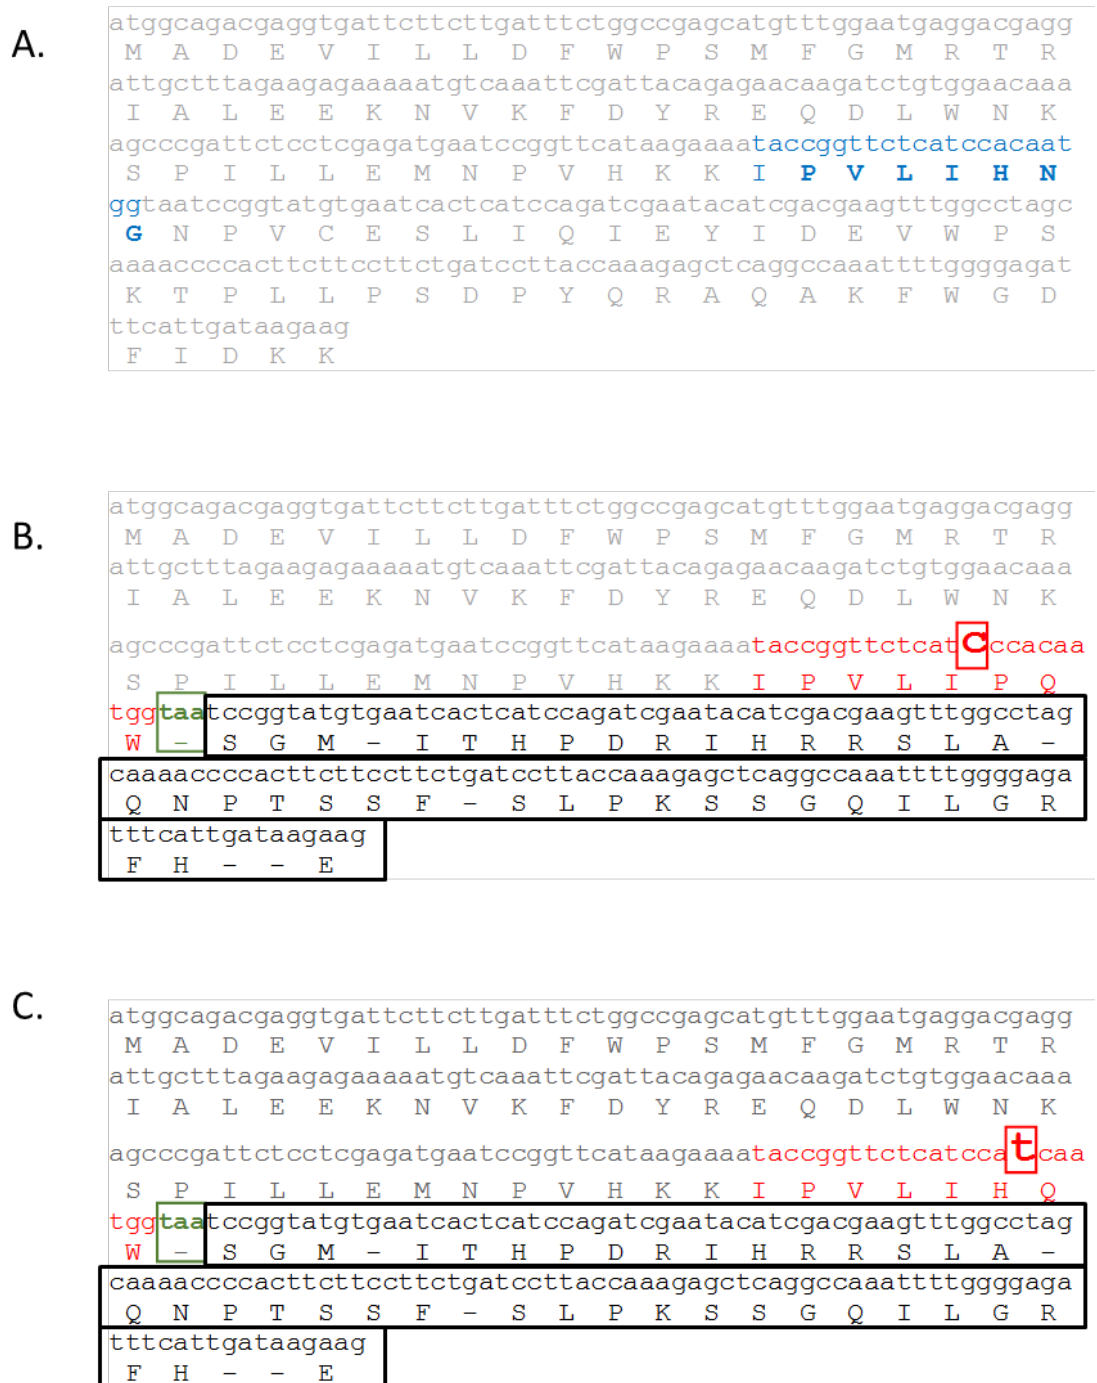 A.
atggcagacgaggtgattcttcttgatttctggccgagcatgtttggaatgaggacgagg
M A D E V I L L D F W P S M F G M R T R
attgctttagaagagaaaaatgtcaaattcgattacagagaacaagatctgtggaacaaa
I A L E E K N V K F D Y R E Q D L W N K
agcccgattctcctcgagatgaatccggttcataagaaaataccggttctcatccacaat
S P I L L E M N P V H K K I P V L I H N
ggtaatccggtatgtgaatcactcatccagatcgaatacatcgacgaagtttggcctagc
G N P V C E S L I Q I E Y I D E V W P S
aaaaccccacttcttccttctgatccttaccaaagagctcaggccaaattttggggagat
K T P L L P S D P Y Q R A Q A K F W G D
ttcattgataagaag
F I D K K
B.
atggcagacgaggtgattcttcttgatttctggccgagcatgtttggaatgaggacgagg
M A D E V I L L D F W P S M F G M R T R
attgctttagaagagaaaaatgtcaaattcgattacagagaacaagatctgtggaacaaa
I A L E E K N V K F D Y R E Q D L W N K
agcccgattctcctcgagatgaatccggttcataagaaaataccggttctcatcccacaa
S P I L L E M N P V H K K I P V L I P Q
tggtaatccggtatgtgaatcactcatccagatcgaatacatcgacgaagtttggcctag
W - S G M - I T H P D R I H R R S L A -
caaaaccccacttcttccttctgatccttaccaaagagctcaggccaaattttggggaga
Q N P T S S F - S L P K S S G Q I L G R
tttcattgataagaag
F H - - E
C.
atggcagacgaggtgattcttcttgatttctggccgagcatgtttggaatgaggacgagg
M A D E V I L L D F W P S M F G M R T R
attgctttagaagagaaaaatgtcaaattcgattacagagaacaagatctgtggaacaaa
I A L E E K N V K F D Y R E Q D L W N K
agcccgattctcctcgagatgaatccggttcataagaaaataccggttctcatccatcaa
S P I L L E M N P V H K K I P V L I H Q
tggtaatccggtatgtgaatcactcatccagatcgaatacatcgacgaagtttggcctag
W - S G M - I T H P D R I H R R S L A -
caaaaccccacttcttccttctgatccttaccaaagagctcaggccaaattttggggaga
Q N P T S S F - S L P K S S G Q I L G R
tttcattgataagaag
F H - - E